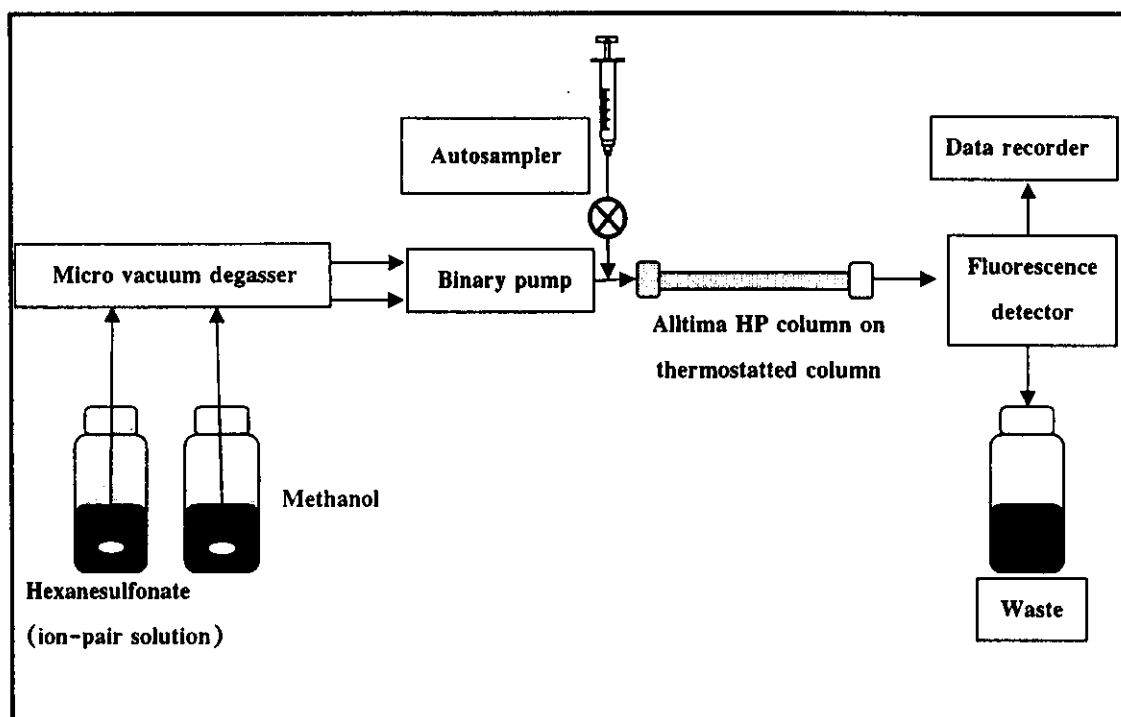 Autosampler
Data recorder
Micro vacuum degasser
Binary pump
Fluorescence
detector
Alltima HP column on
thermostatted column
Methanol
Hexanesulfonate
(ion-pair solution)
Waste